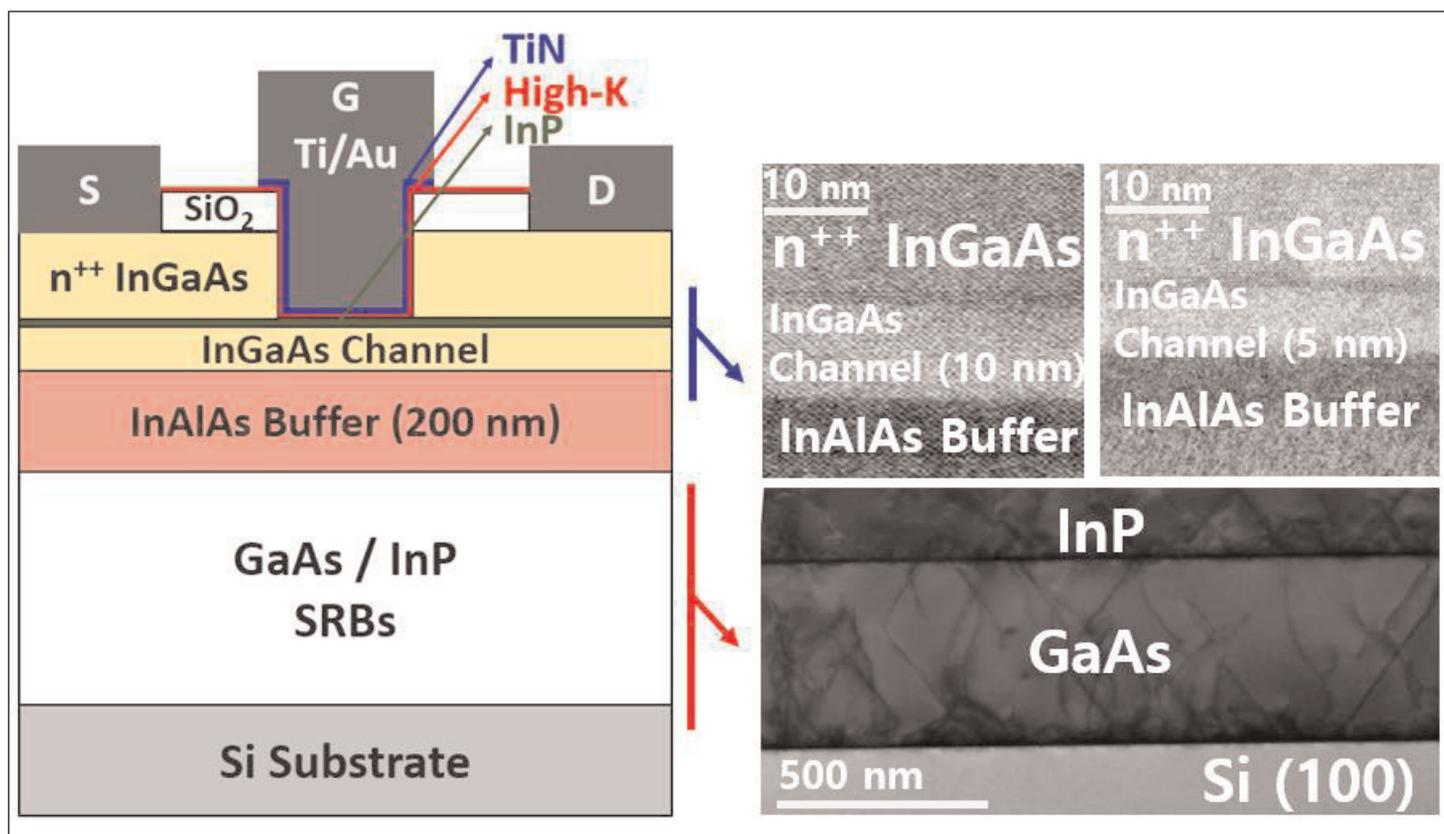 TiN
High-K
InP
G
Ti/Au
S
D
SiO₂
n⁺⁺ InGaAs
InGaAs Channel
InAlAs Buffer (200 nm)
GaAs / InP
SRBs
Si Substrate
10 nm
n⁺⁺ InGaAs
InGaAs
Channel (10 nm)
InAlAs Buffer
10 nm
n⁺⁺ InGaAs
InGaAs
Channel (5 nm)
InAlAs Buffer
InP
GaAs
500 nm
Si (100)